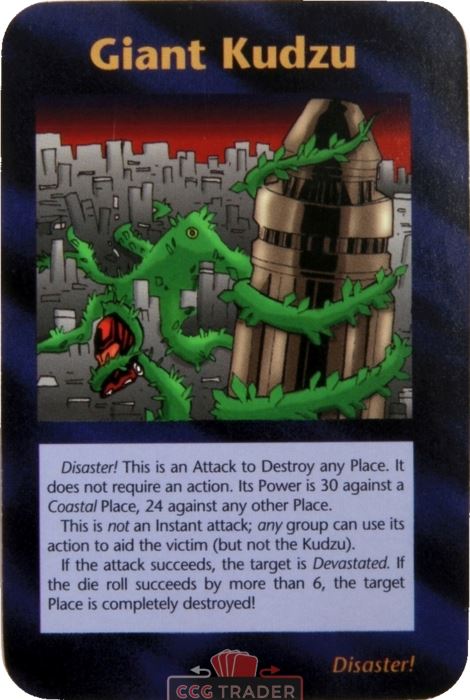 Giant Kudzu
Disaster! This is an Attack to Destroy any Place. It
does not require an action. Its Power is 30 against a
Coastal Place, 24 against any other Place.
This is not an Instant attack; any group can use its
action to aid the victim (but not the Kudzu).
If the attack succeeds, the target is Devastated. If
the die roll succeeds by more than 6, the target
Place is completely destroyed!
Disaster!
CCG TRADER